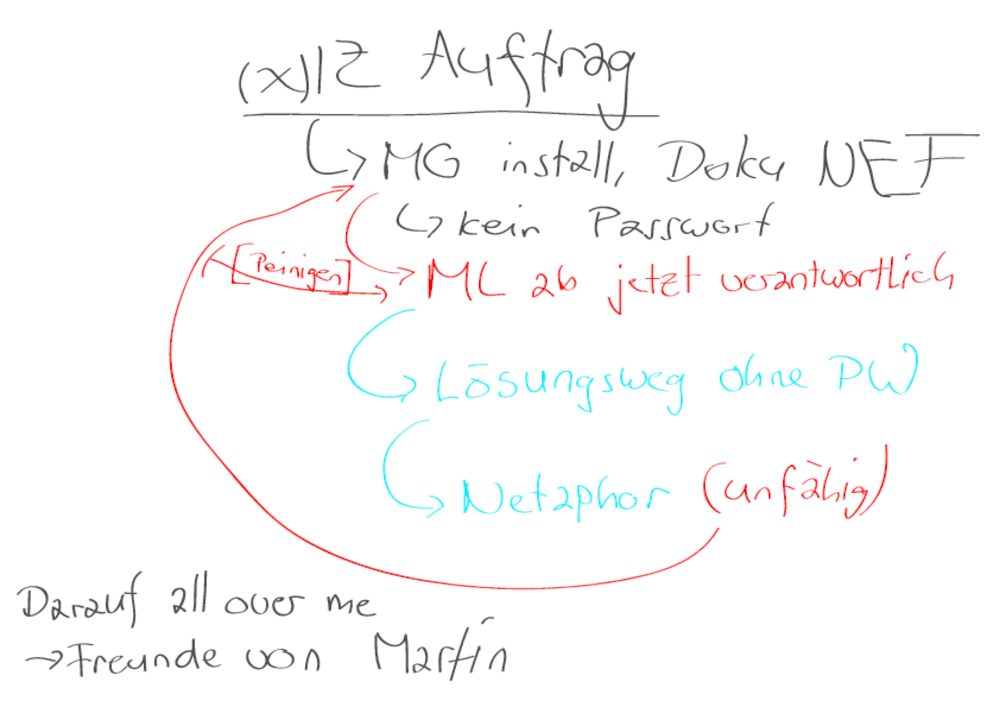 (x)IZ Auftrag
↳ MG install, Doku NEF
↳ kein Passwort
[Peinigen] → ML ab jetzt verantwortlich
↳ Lösungsweg ohne PW
↳ Netaphor (unfähig)
Darauf all over me
→ Freunde von Martin